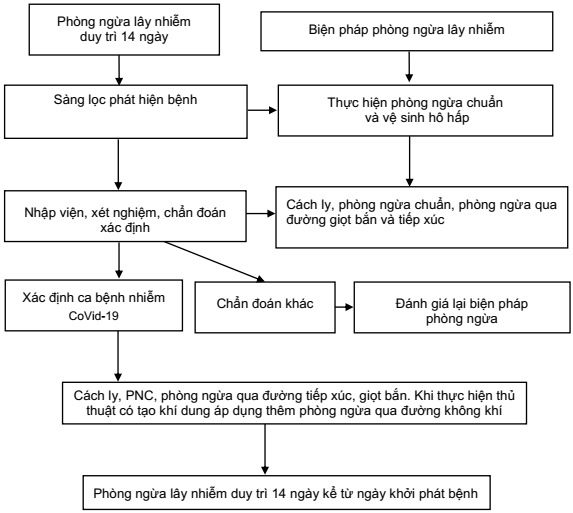 Phòng ngừa lây nhiễm
duy trì 14 ngày
Biện pháp phòng ngừa lây nhiễm
Sàng lọc phát hiện bệnh
Thực hiện phòng ngừa chuẩn
và vệ sinh hô hấp
Nhập viện, xét nghiệm, chẩn đoán
xác định
Cách ly, phòng ngừa chuẩn, phòng ngừa qua
đường giọt bắn và tiếp xúc
Xác định ca bệnh nhiễm
CoVid-19
Chẩn đoán khác
Đánh giá lại biện pháp
phòng ngừa
Cách ly, PNC, phòng ngừa qua đường tiếp xúc, giọt bắn. Khi thực hiện thủ
thuật có tạo khí dung áp dụng thêm phòng ngừa qua đường không khí
Phòng ngừa lây nhiễm duy trì 14 ngày kể từ ngày khởi phát bệnh